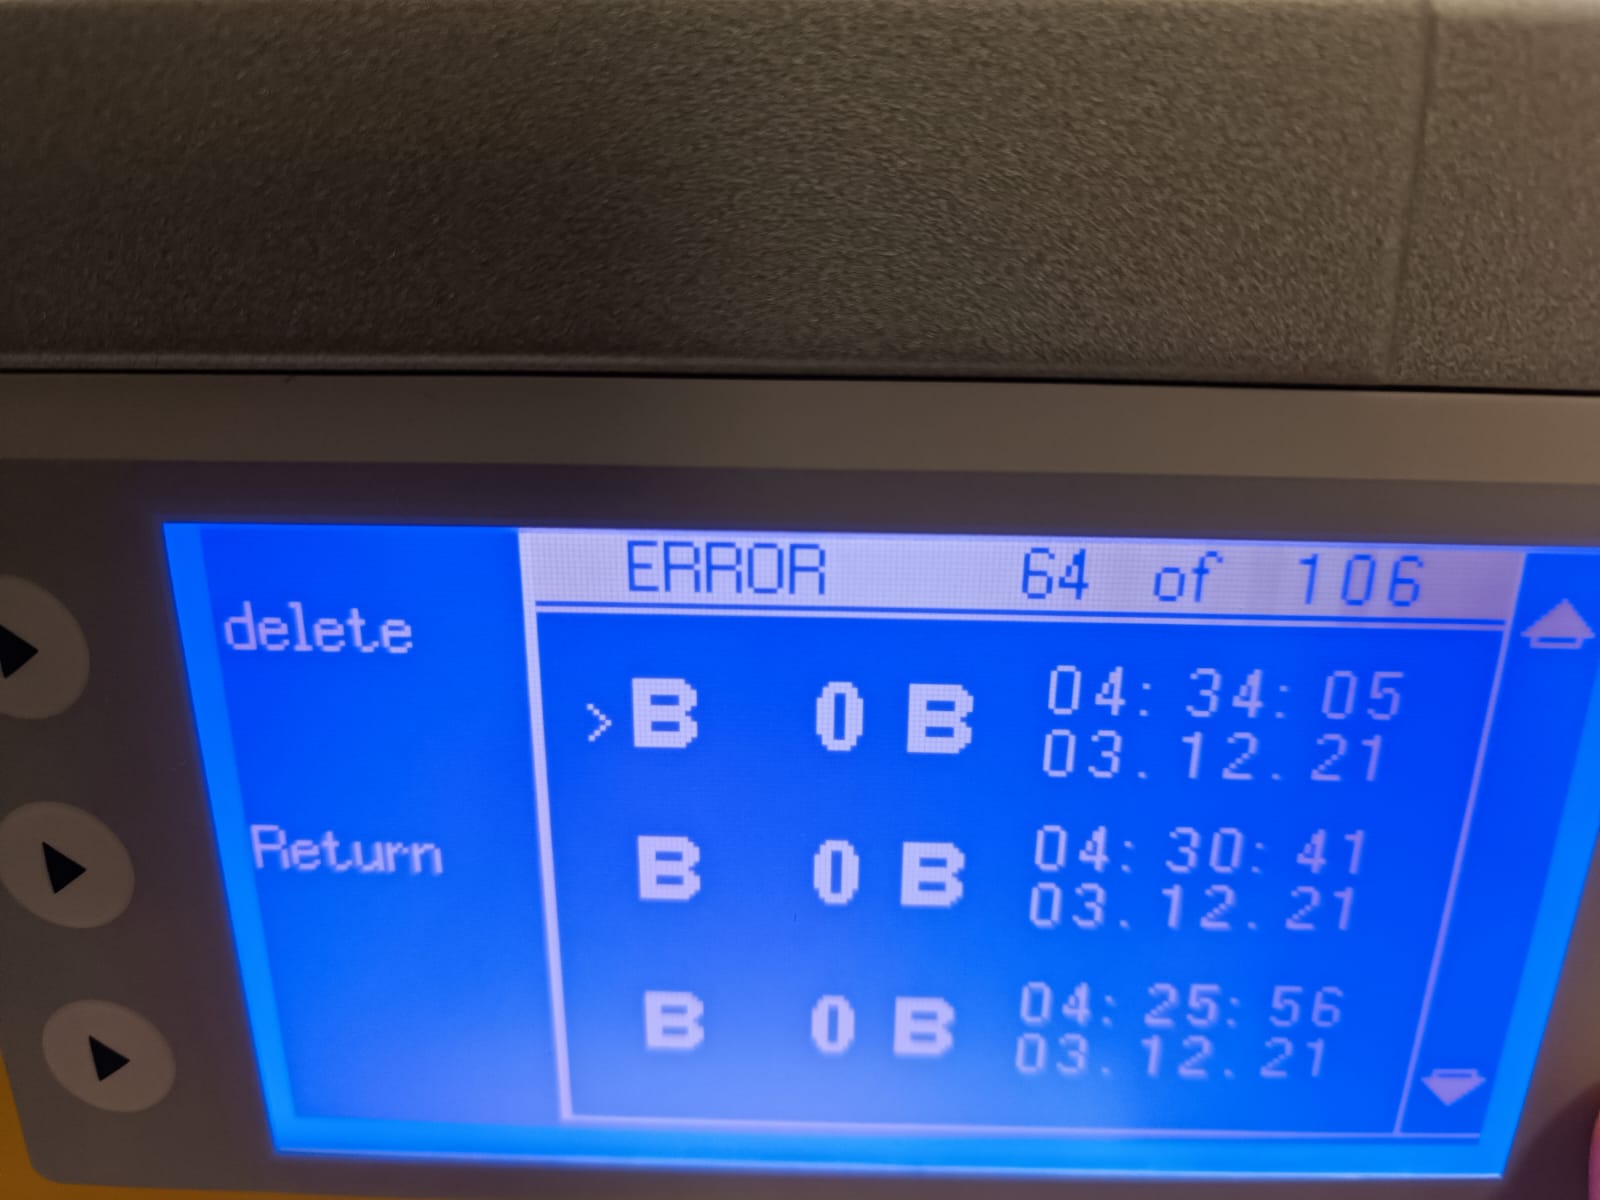 ERROR 64 of 106
delete
>B 0 B 04:34:05
03.12.21
Return
B 0 B 04:30:41
03.12.21
B 0 B 04:25:56
03.12.21